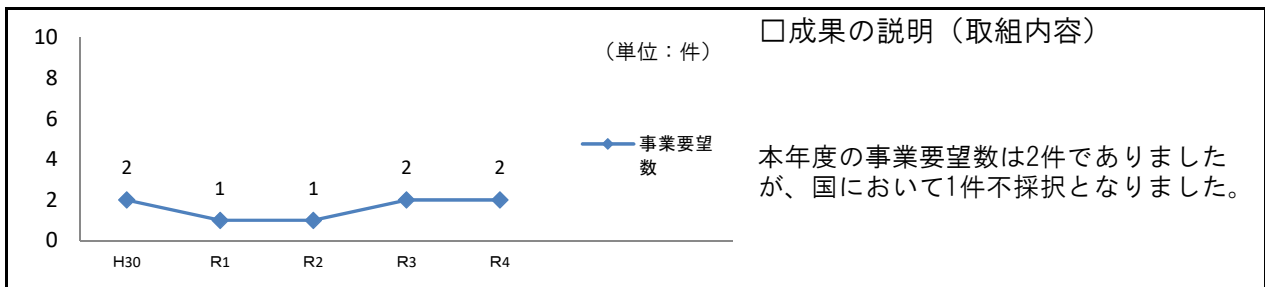 10
8
6
4
2
0
（単位：件）
2
1
1
2
2
事業要望
数
H30
R1
R2
R3
R4
□成果の説明（取組内容）
本年度の事業要望数は2件でありました
が、国において1件不採択となりました。